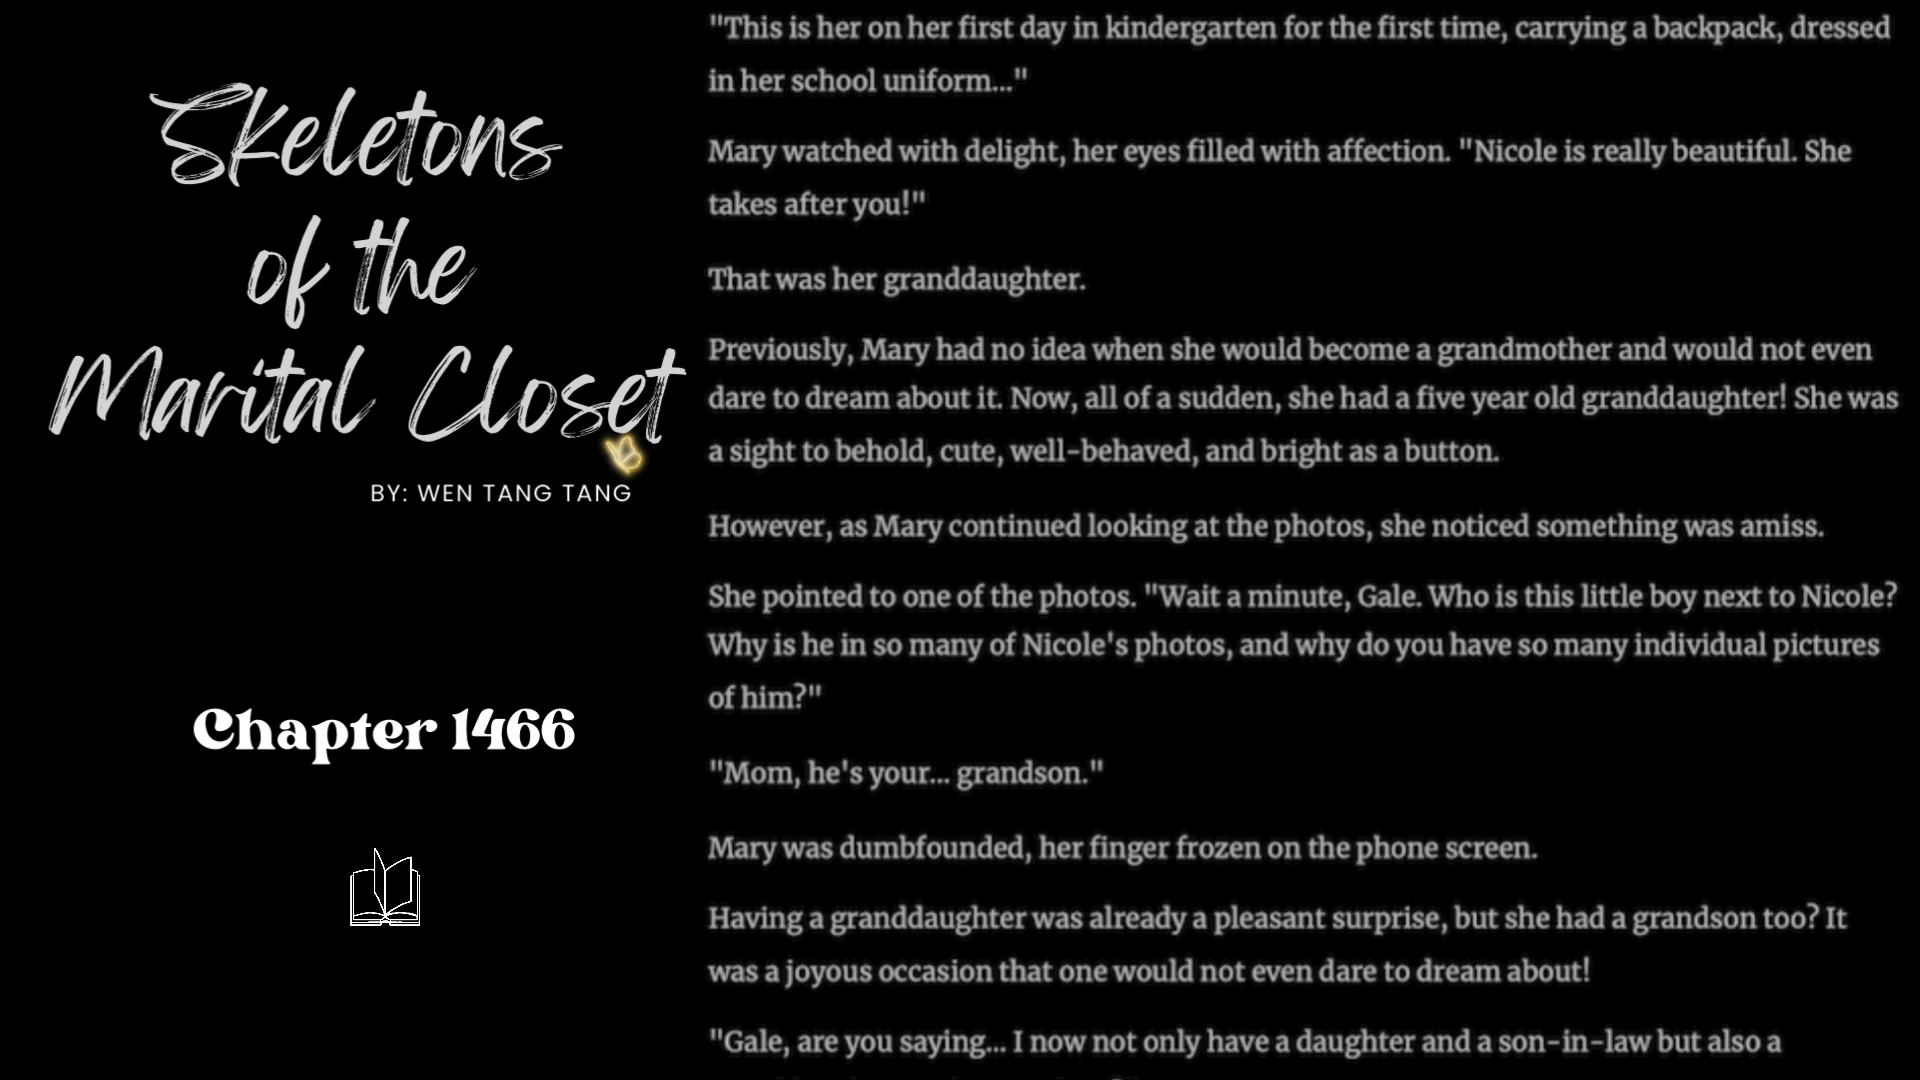 Skeletons
of the
Marital Closet
BY: WEN TANG TANG
Chapter 1466
"This is her on her first day in kindergarten for the first time, carrying a backpack, dressed
in her school uniform..."
Mary watched with delight, her eyes filled with affection. "Nicole is really beautiful. She
takes after you!"
That was her granddaughter.
Previously, Mary had no idea when she would become a grandmother and would not even
dare to dream about it. Now, all of a sudden, she had a five year old granddaughter! She was
a sight to behold, cute, well-behaved, and bright as a button.
However, as Mary continued looking at the photos, she noticed something was amiss.
She pointed to one of the photos. "Wait a minute, Gale. Who is this little boy next to Nicole?
Why is he in so many of Nicole's photos, and why do you have so many individual pictures
of him?"
"Mom, he's your... grandson."
Mary was dumbfounded, her finger frozen on the phone screen.
Having a granddaughter was already a pleasant surprise, but she had a grandson too? It
was a joyous occasion that one would not even dare to dream about!
"Gale, are you saying... I now not only have a daughter and a son-in-law but also a